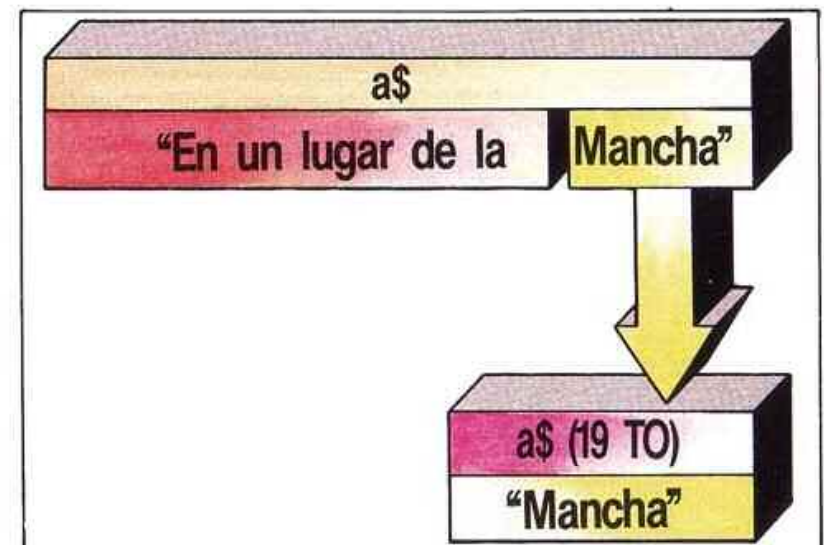 a$
“En un lugar de la Mancha”
a$ (19 TO)
“Mancha”